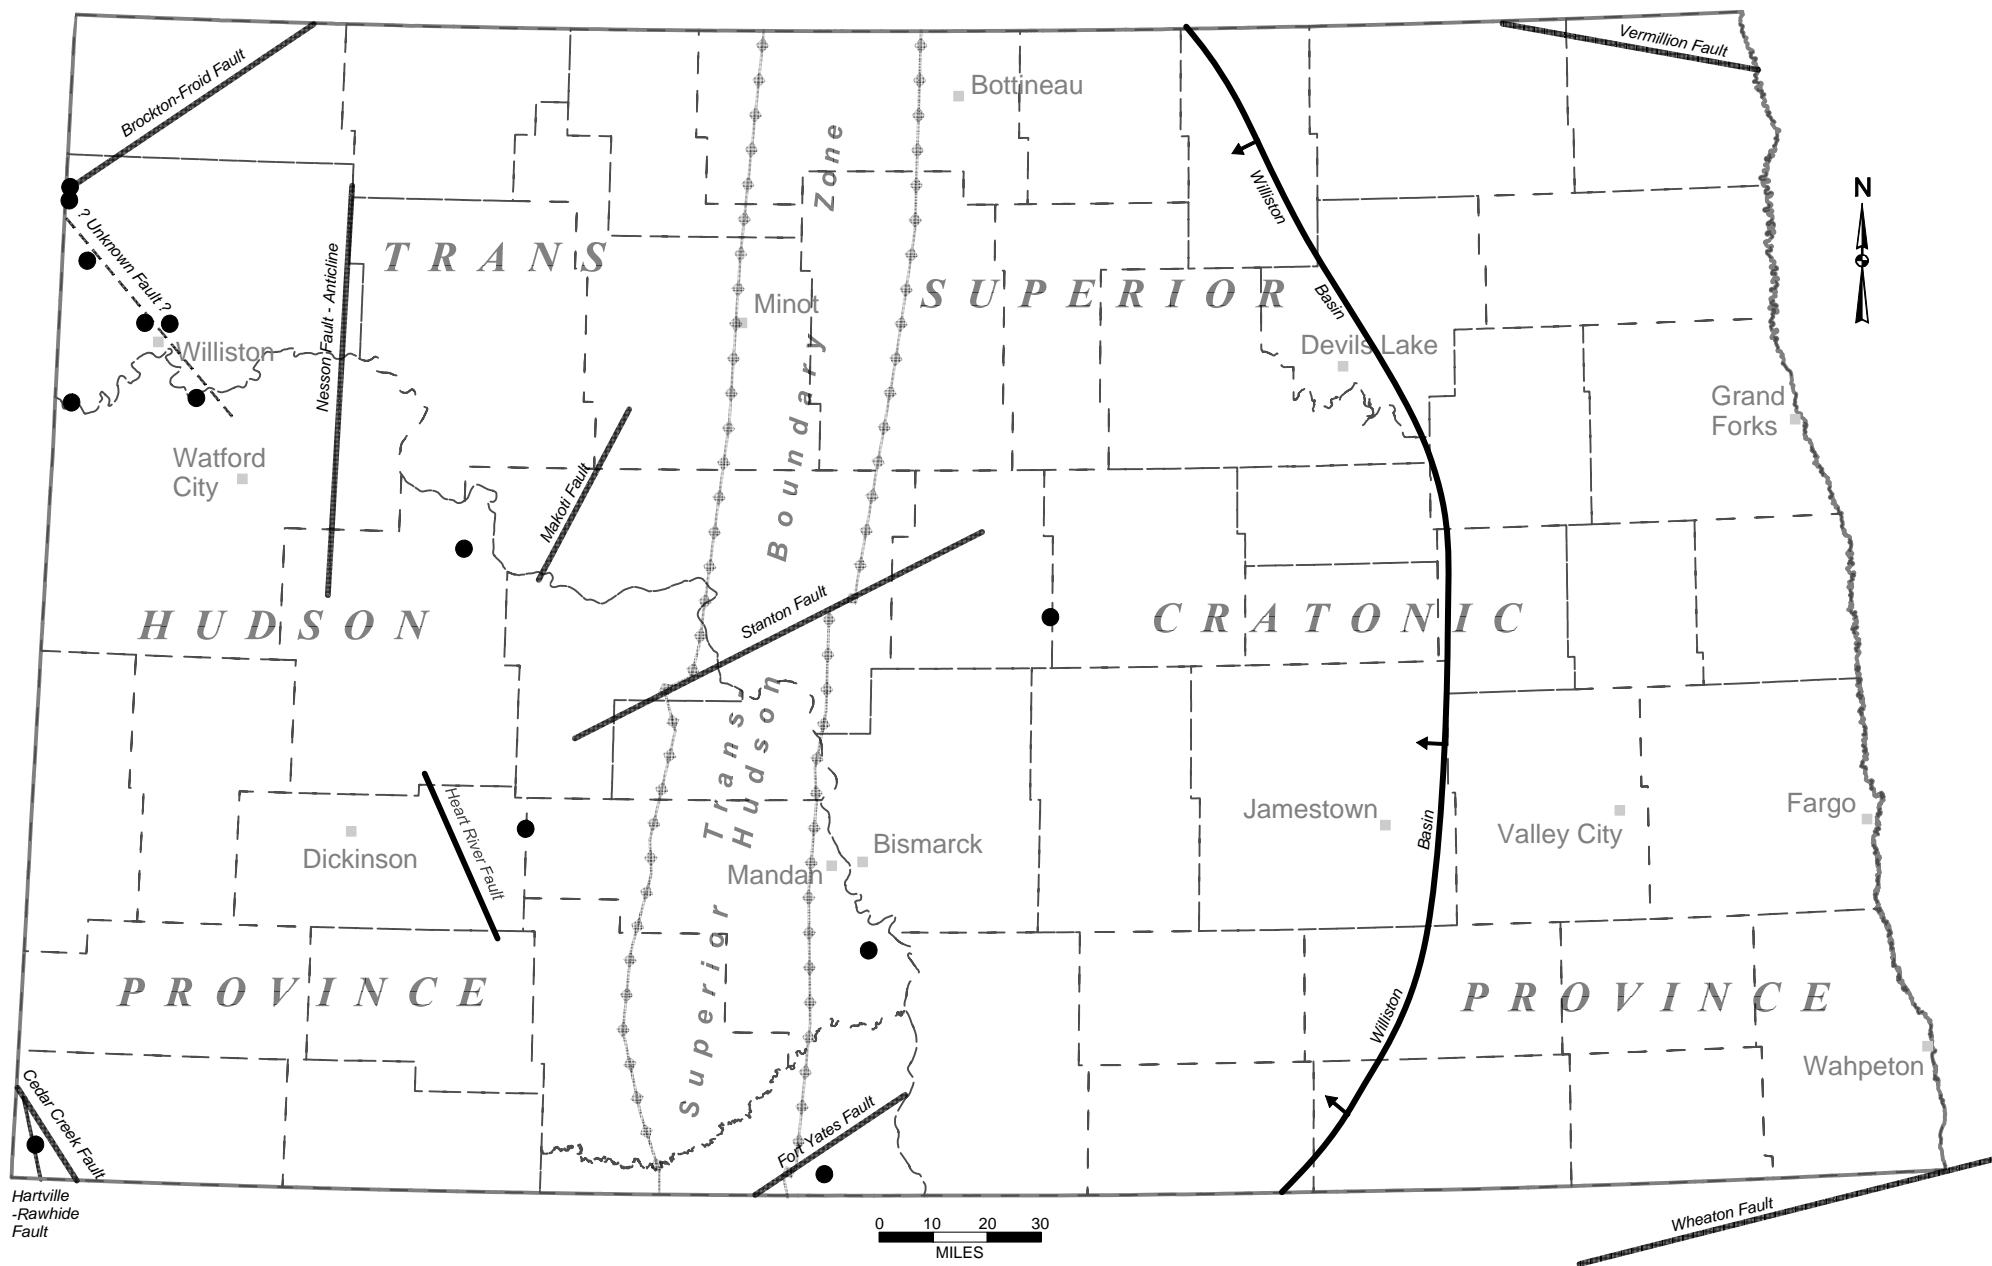 Brockton-Froid Fault
Vermillion Fault
Bottineau
N
? Unknown Fault ?
Nesson Fault - Anticline
TRANS
HUDSON
PROVINCE
SUPERIOR
CRATONIC
PROVINCE
Superior Trans
Hudson
Boundary Zone
Williston
Basin
Basin
Williston
Minot
Devils Lake
Williston
Grand
Forks
Watford
City
Makoti Fault
Stanton Fault
Heart River Fault
Dickinson
Mandan
Bismarck
Jamestown
Valley City
Fargo
Wahpeton
Cedar Creek Fault
Hartville
-Rawhide
Fault
Fort Yates Fault
Wheaton Fault
0 10 20 30
MILES